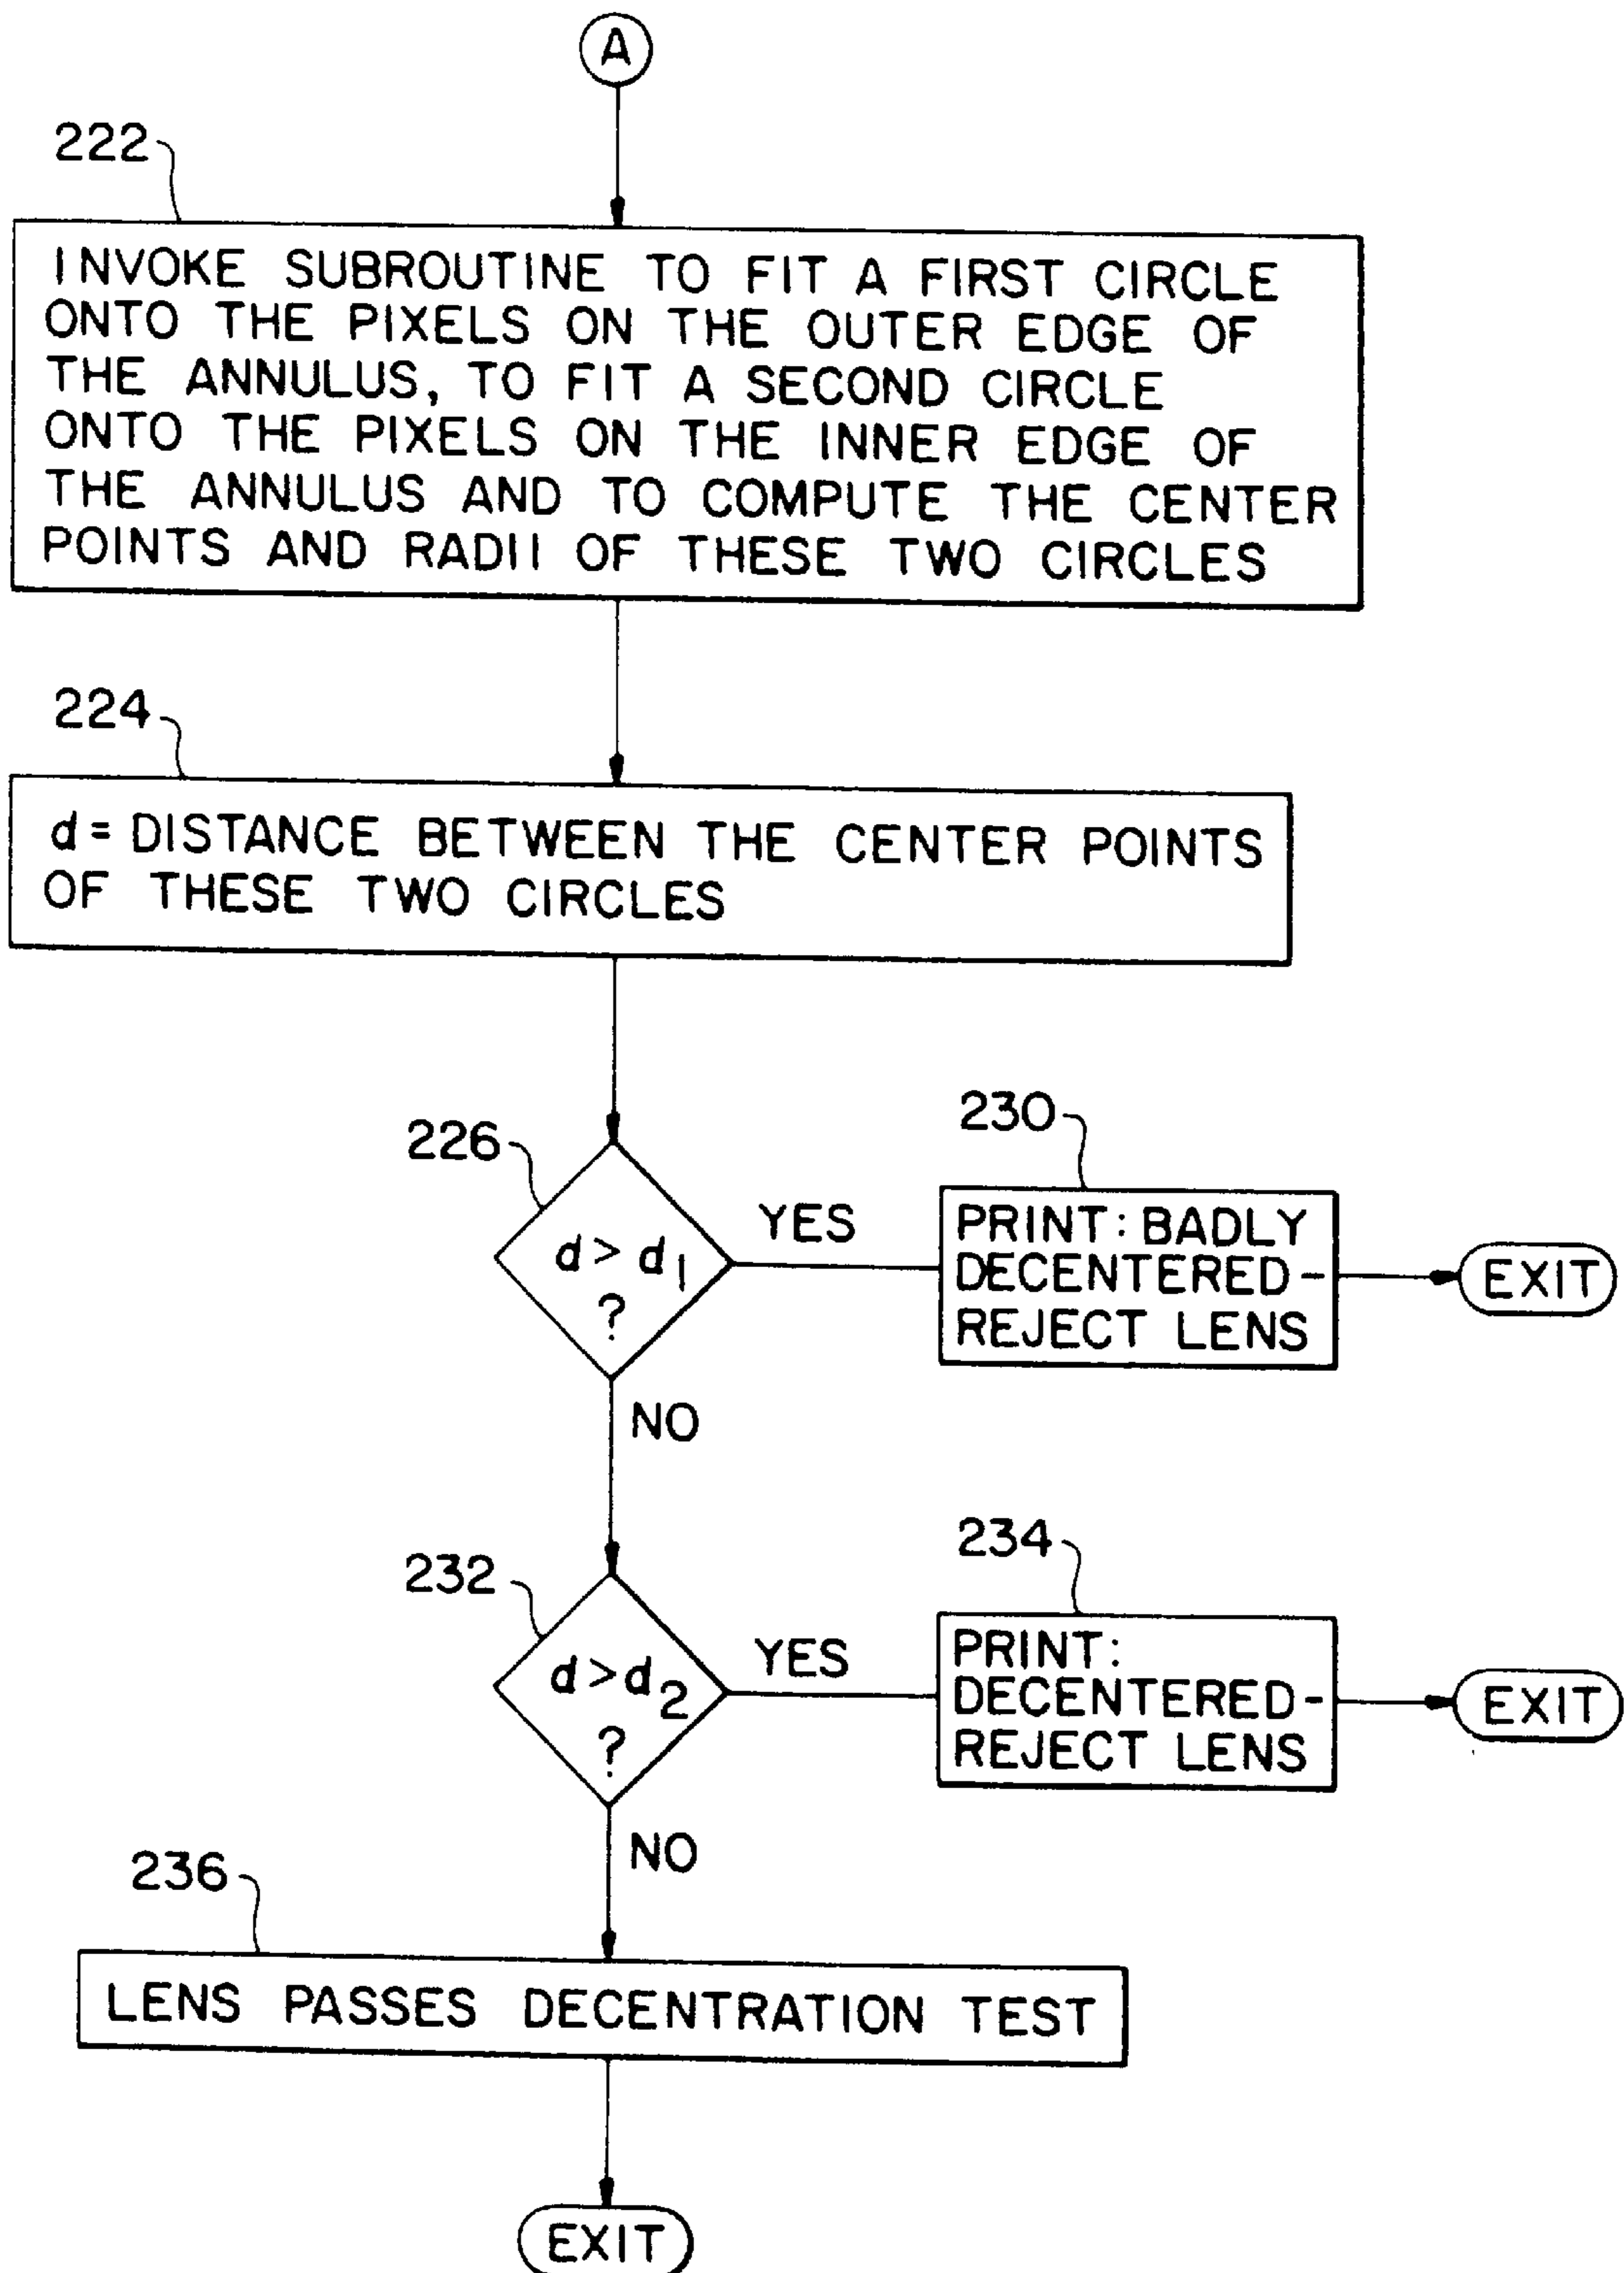 A
222
INVOKE SUBROUTINE TO FIT A FIRST CIRCLE
ONTO THE PIXELS ON THE OUTER EDGE OF
THE ANNULUS, TO FIT A SECOND CIRCLE
ONTO THE PIXELS ON THE INNER EDGE OF
THE ANNULUS AND TO COMPUTE THE CENTER
POINTS AND RADII OF THESE TWO CIRCLES
224
d = DISTANCE BETWEEN THE CENTER POINTS
OF THESE TWO CIRCLES
226
d > d₁
?
YES
230
PRINT: BADLY
DECENTERED-
REJECT LENS
EXIT
NO
232
d > d₂
?
YES
234
PRINT:
DECENTERED-
REJECT LENS
EXIT
NO
236
LENS PASSES DECENTRATION TEST
EXIT